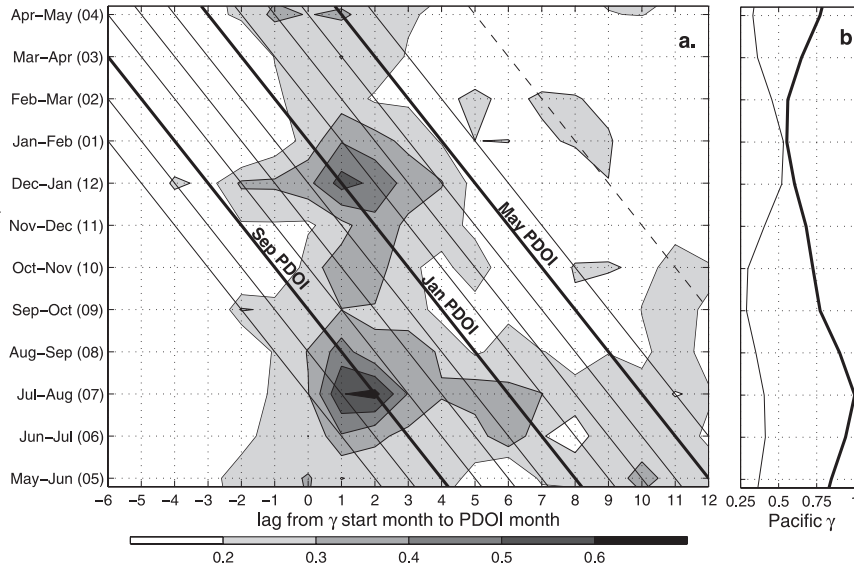 a.
b
Apr–May (04)
Mar–Apr (03)
Feb–Mar (02)
Jan–Feb (01)
Dec–Jan (12)
Nov–Dec (11)
Oct–Nov (10)
Sep–Oct (09)
Aug–Sep (08)
Jul–Aug (07)
Jun–Jul (06)
May–Jun (05)
Sep PDOI
Jan PDOI
May PDOI
−6 −5 −4 −3 −2 −1 0 1 2 3 4 5 6 7 8 9 10 11 12
lag from γ start month to PDOI month
0.2 0.3 0.4 0.5 0.6
0.25 0.5 0.75 1
Pacific γ